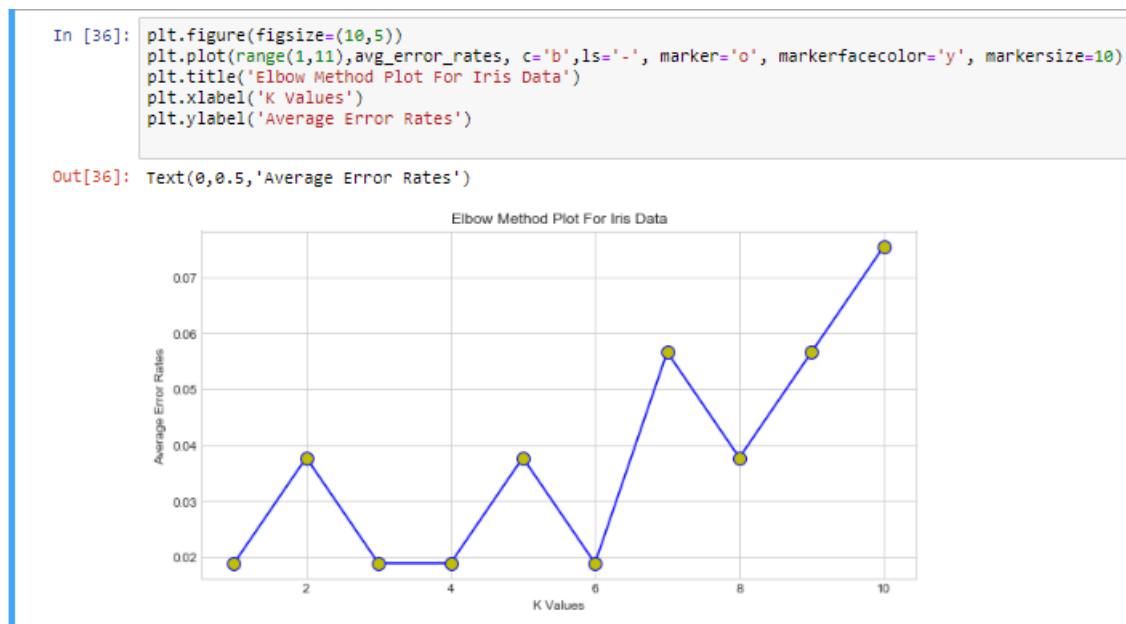 In [36]: plt.figure(figsize=(10,5))
plt.plot(range(1,11),avg_error_rates, c='b',ls='-', marker='o', markerfacecolor='y', markersize=10)
plt.title('Elbow Method Plot For Iris Data')
plt.xlabel('K Values')
plt.ylabel('Average Error Rates')
Out[36]: Text(0,0.5,'Average Error Rates')
Elbow Method Plot For Iris Data
Average Error Rates
0.07
0.06
0.05
0.04
0.03
0.02
2 4 6 8 10
K Values